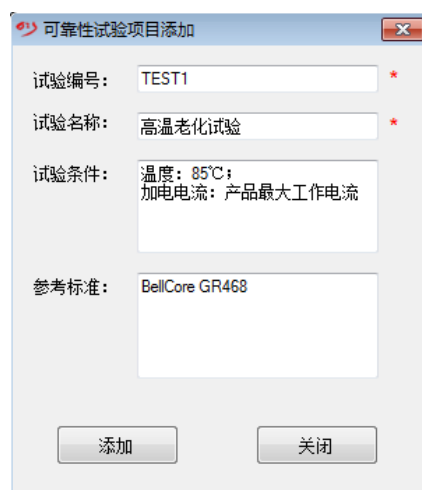 可靠性试验项目添加
试验编号： TEST1 *
试验名称： 高温老化试验 *
试验条件： 温度：85℃；
加电电流：产品最大工作电流
参考标准： BellCore GR468
添加 关闭